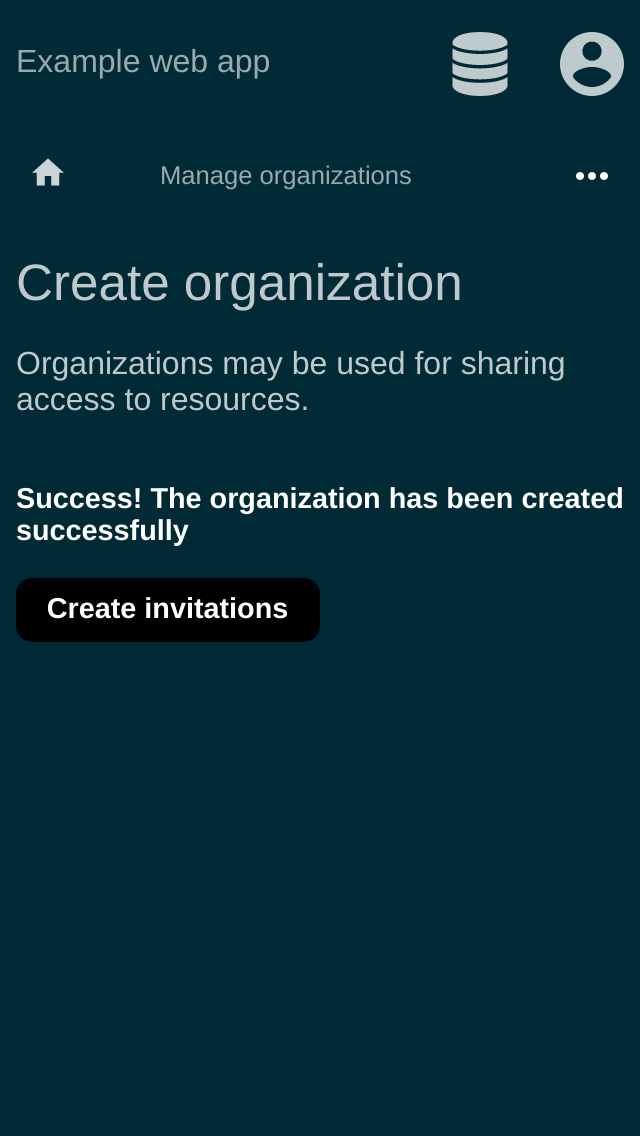 Example web app
Manage organizations
Create organization
Organizations may be used for sharing
access to resources.
Success! The organization has been created
successfully
Create invitations